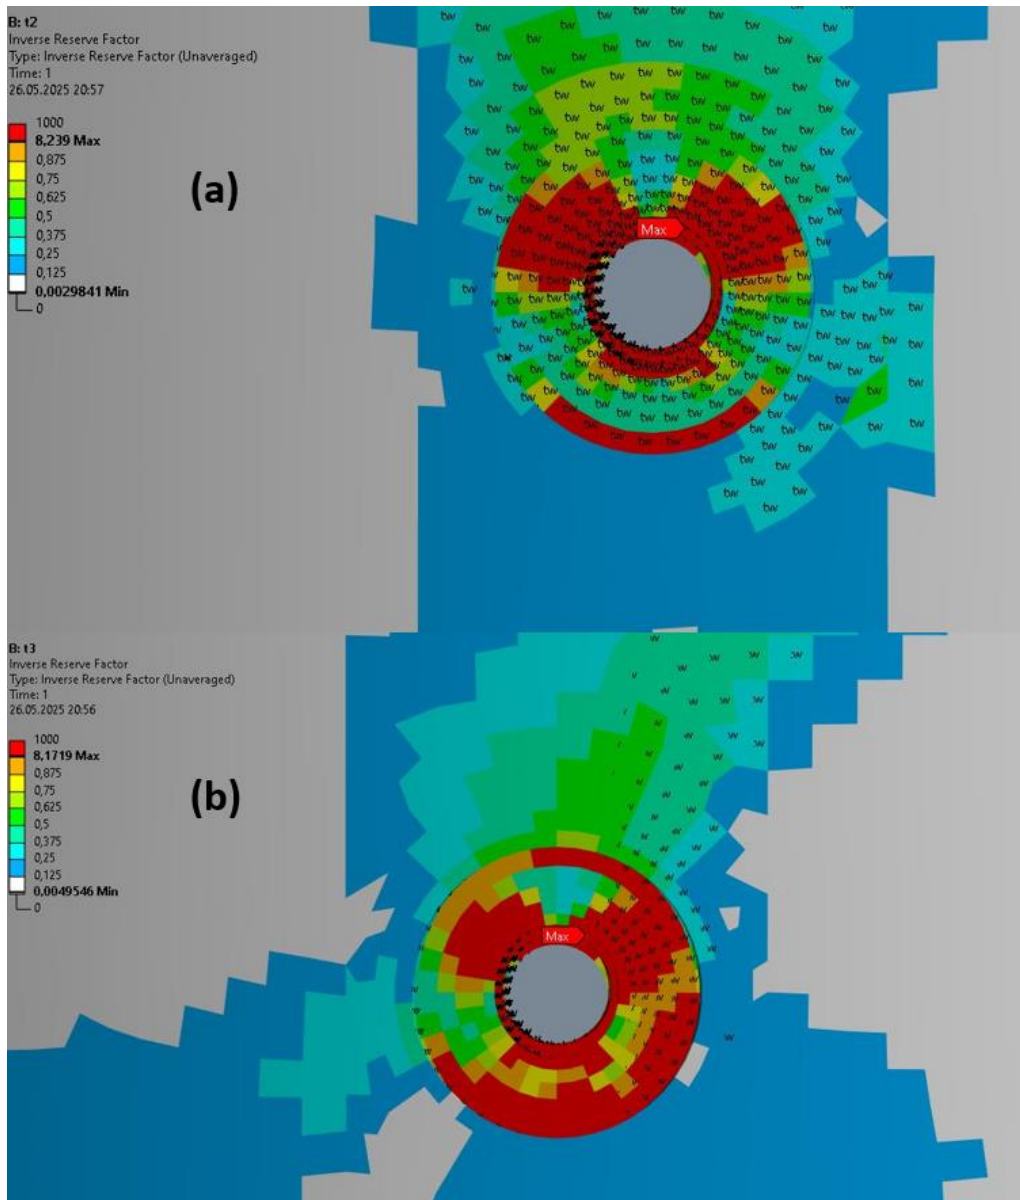 B: t2
Inverse Reserve Factor
Type: Inverse Reserve Factor (Unaveraged)
Time: 1
26.05.2025 20:57
1000
8,239 Max
0,875
0,75
0,625
0,5
0,375
0,25
0,125
0,0029841 Min
0
(a)
Max
tw
B: t3
Inverse Reserve Factor
Type: Inverse Reserve Factor (Unaveraged)
Time: 1
26.05.2025 20:56
1000
8,1719 Max
0,875
0,75
0,625
0,5
0,375
0,25
0,125
0,0049546 Min
0
(b)
Max
w